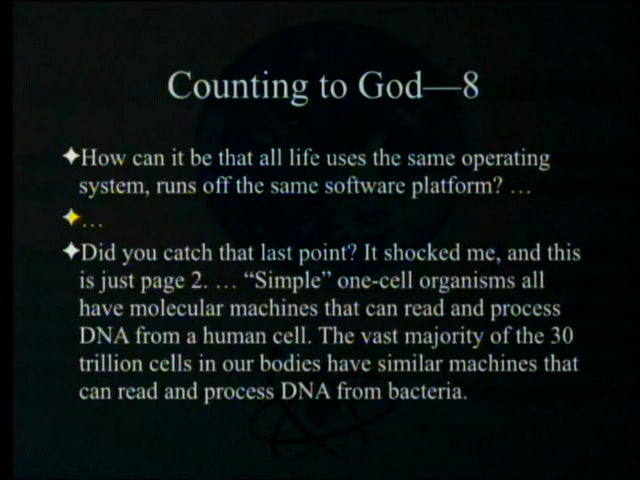 Counting to God—8
✦How can it be that all life uses the same operating
system, runs off the same software platform? …
✦…
✦Did you catch that last point? It shocked me, and this
is just page 2. … “Simple” one-cell organisms all
have molecular machines that can read and process
DNA from a human cell. The vast majority of the 30
trillion cells in our bodies have similar machines that
can read and process DNA from bacteria.